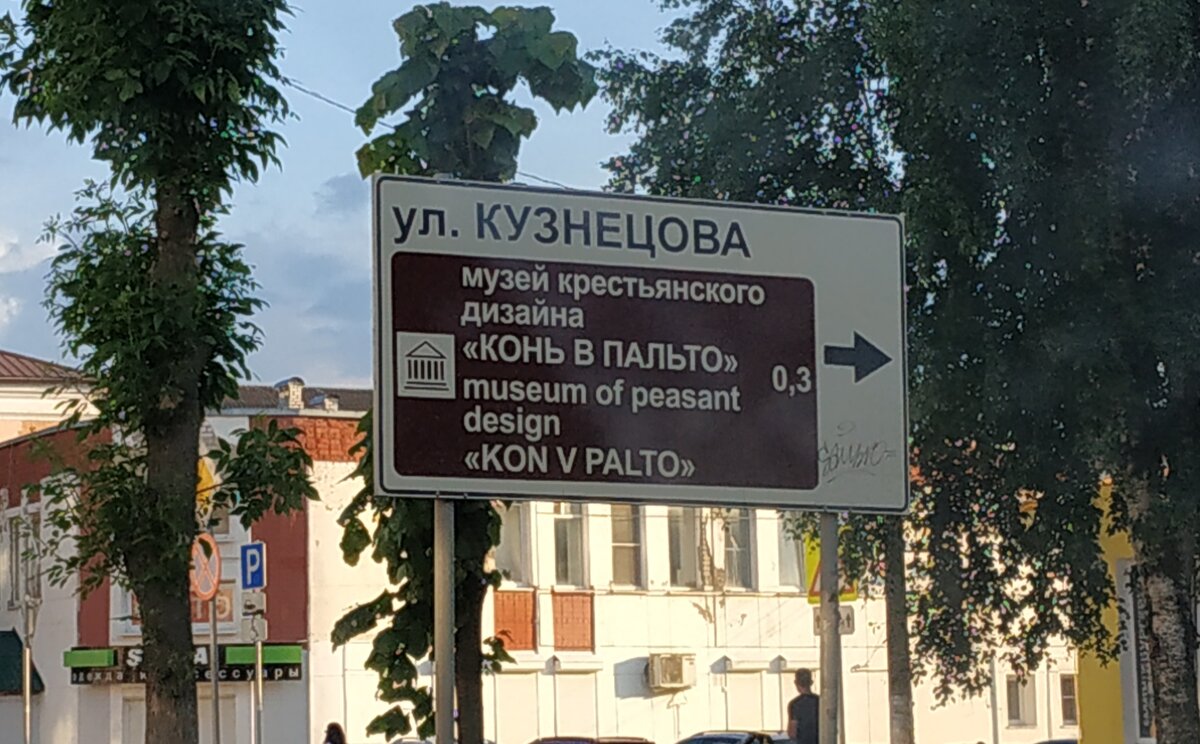 ул. КУЗНЕЦОВА
музей крестьянского
дизайна
«КОНЬ В ПАЛЬТО»
museum of peasant
design
«KON V PALTO»
0,3
P